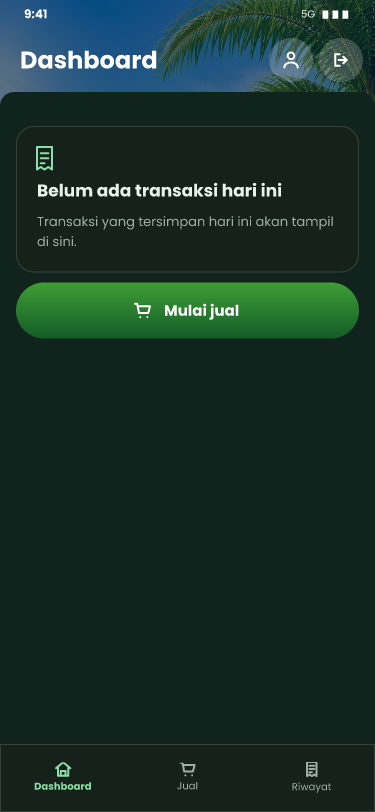 9:41
5G
Dashboard
Belum ada transaksi hari ini
Transaksi yang tersimpan hari ini akan tampil
di sini.
Mulai jual
Dashboard
Jual
Riwayat